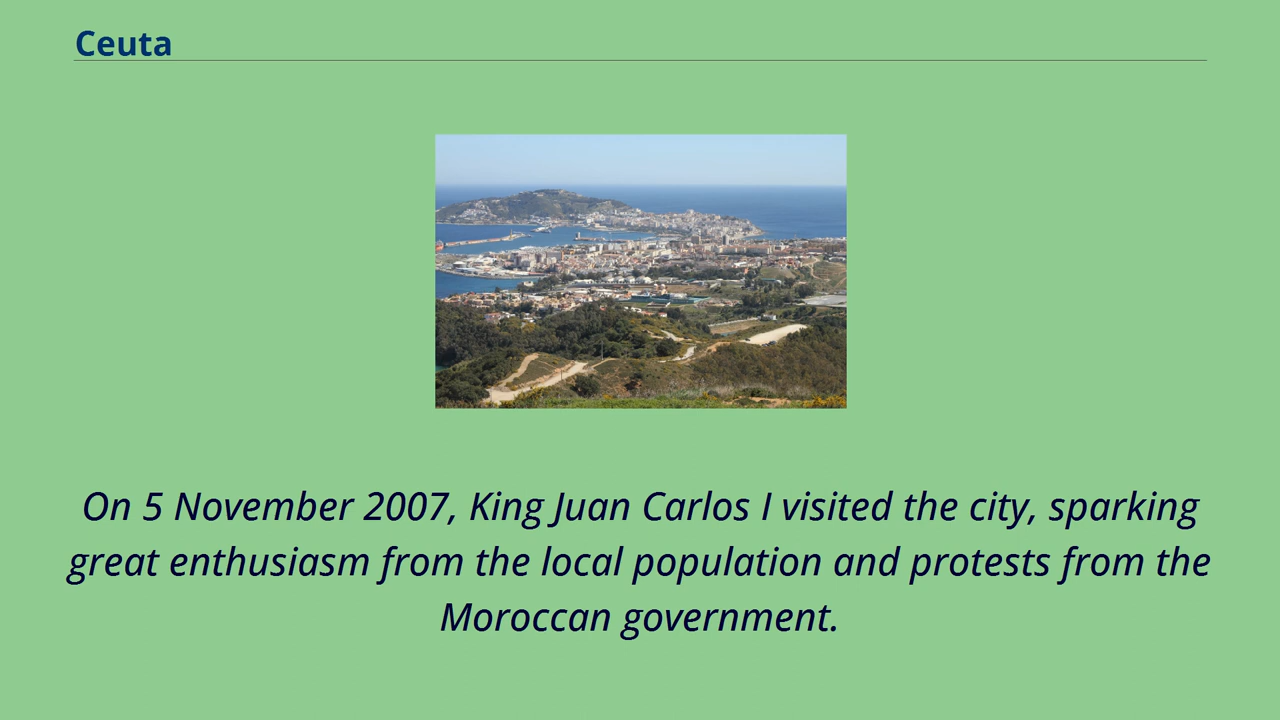 Ceuta
On 5 November 2007, King Juan Carlos I visited the city, sparking
great enthusiasm from the local population and protests from the
Moroccan government.